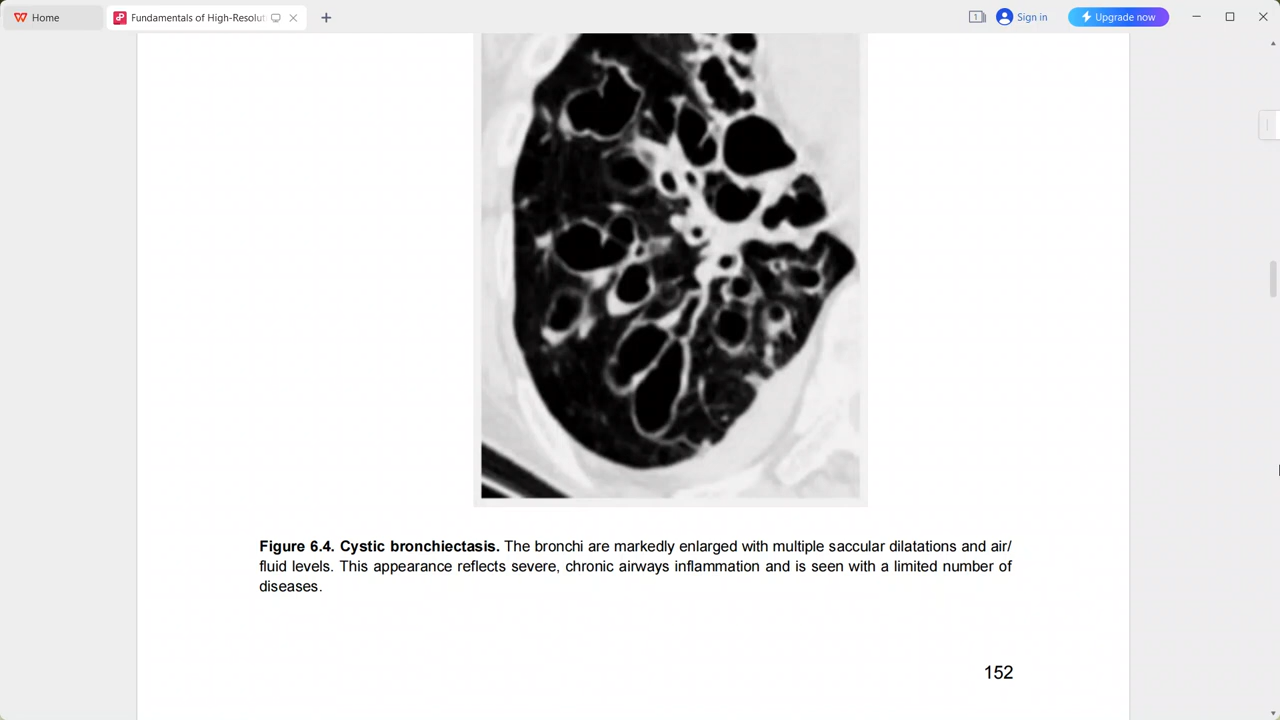 Home
Fundamentals of High-Resolut
1
Sign in
Upgrade now
Figure 6.4. Cystic bronchiectasis. The bronchi are markedly enlarged with multiple saccular dilatations and air/
fluid levels. This appearance reflects severe, chronic airways inflammation and is seen with a limited number of
diseases.
152